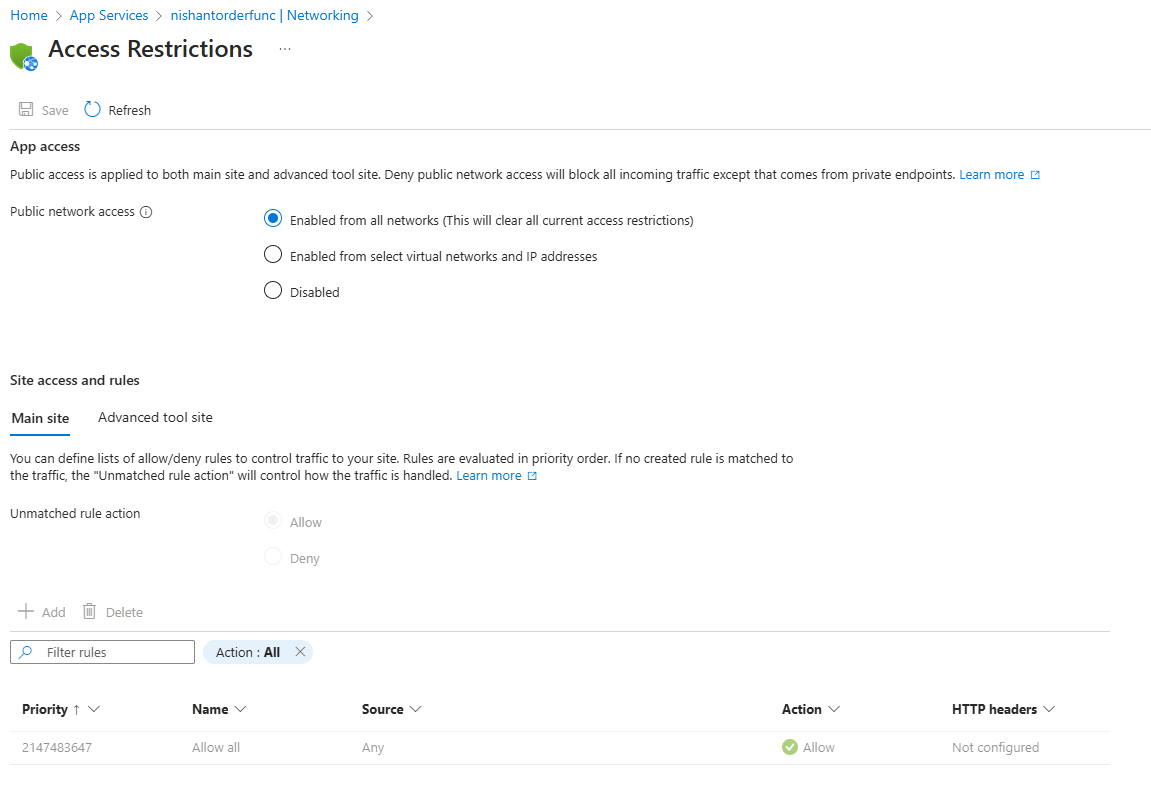 Home > App Services > nishantorderfunc | Networking >
Access Restrictions ...
Save Refresh
App access
Public access is applied to both main site and advanced tool site. Deny public network access will block all incoming traffic except that comes from private endpoints. Learn more
Public network access
Enabled from all networks (This will clear all current access restrictions)
Enabled from select virtual networks and IP addresses
Disabled
Site access and rules
Main site Advanced tool site
You can define lists of allow/deny rules to control traffic to your site. Rules are evaluated in priority order. If no created rule is matched to
the traffic, the "Unmatched rule action" will control how the traffic is handled. Learn more
Unmatched rule action
Allow
Deny
Add Delete
Filter rules Action : All
Priority ↑ Name Source Action HTTP headers
2147483647 Allow all Any Allow Not configured